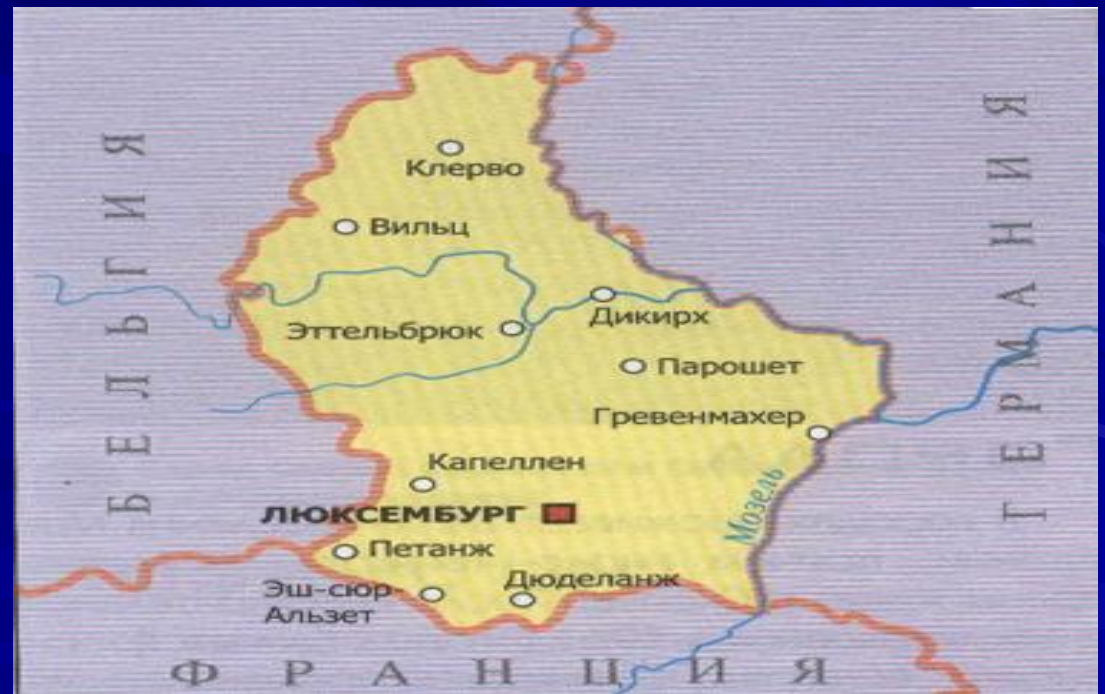 БЕЛЬГИЯ
ГЕРМАНИЯ
Клерво
Вильц
Дикирх
Эттельбрюк
Парошет
Гревенмахер
Капеллен
Мозель
ЛЮКСЕМБУРГ
Петанж
Эш-сюр-
Альзет
Дюделанж
ФРАНЦИЯ